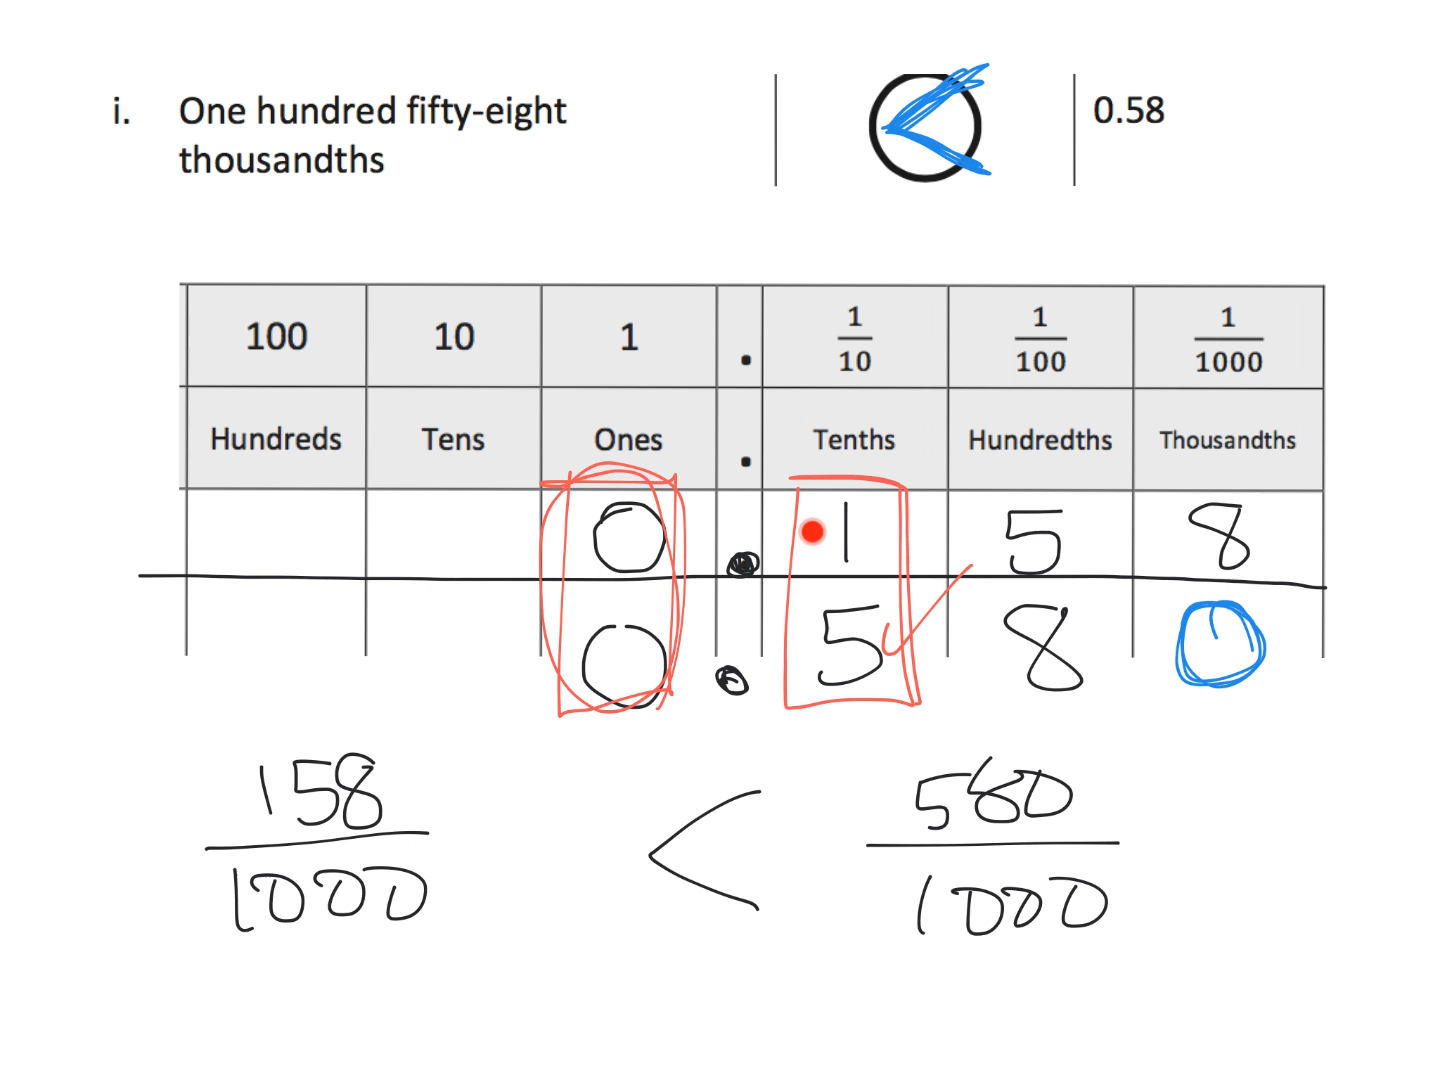 i. One hundred fifty-eight < 0.58
thousandths
100 10 1 . 1/10 1/100 1/1000
Hundreds Tens Ones . Tenths Hundredths Thousandths
0 . 1 5 8
0 . 5 8 0
158/1000 < 580/1000